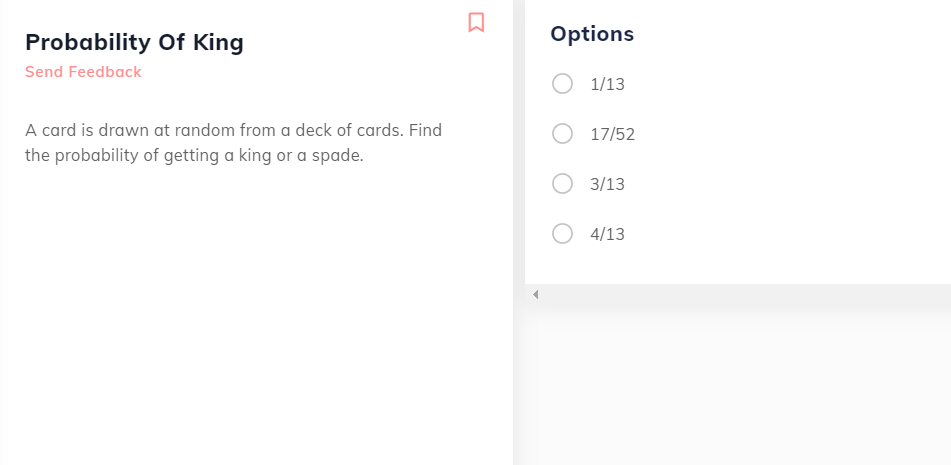 Probability Of King
Send Feedback
A card is drawn at random from a deck of cards. Find
the probability of getting a king or a spade.
Options
1/13
17/52
3/13
4/13